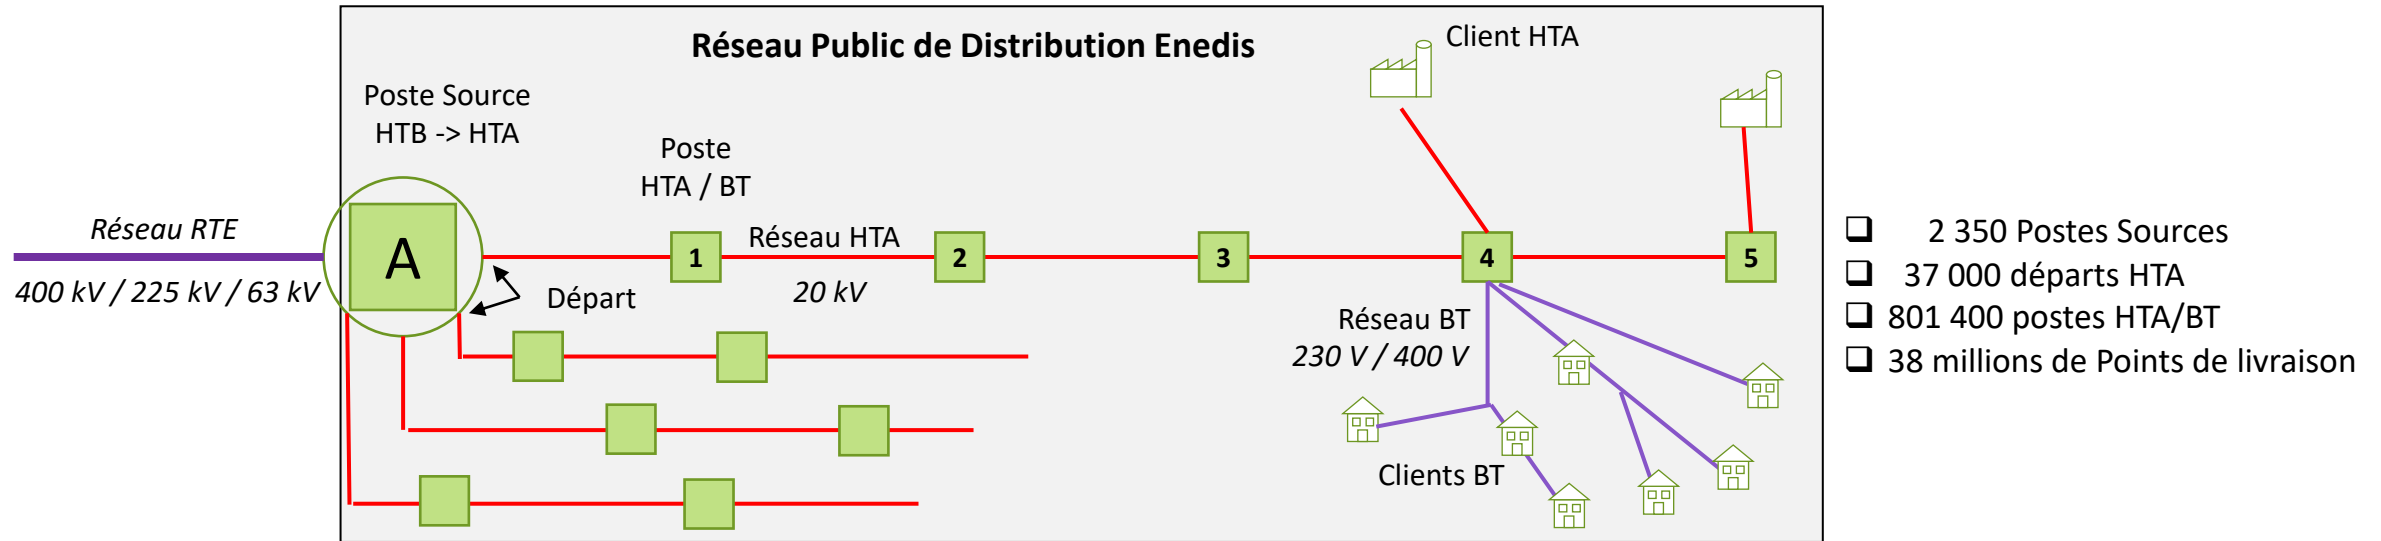 Réseau Public de Distribution Enedis
Client HTA
Poste Source
HTB -> HTA
Poste
HTA / BT
Réseau RTE
400 kV / 225 kV / 63 kV
A
Départ
1
Réseau HTA
20 kV
2
3
4
5
Réseau BT
230 V / 400 V
Clients BT
2 350 Postes Sources
37 000 départs HTA
801 400 postes HTA/BT
38 millions de Points de livraison